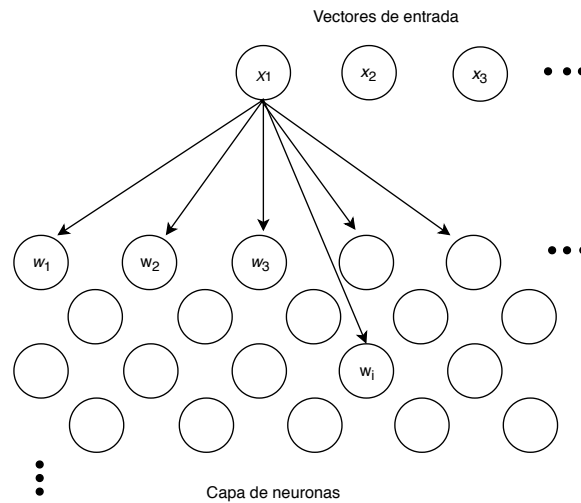 Vectores de entrada
x₁ x₂ x₃ •••
w₁ w₂ w₃ •••
wᵢ
Capa de neuronas